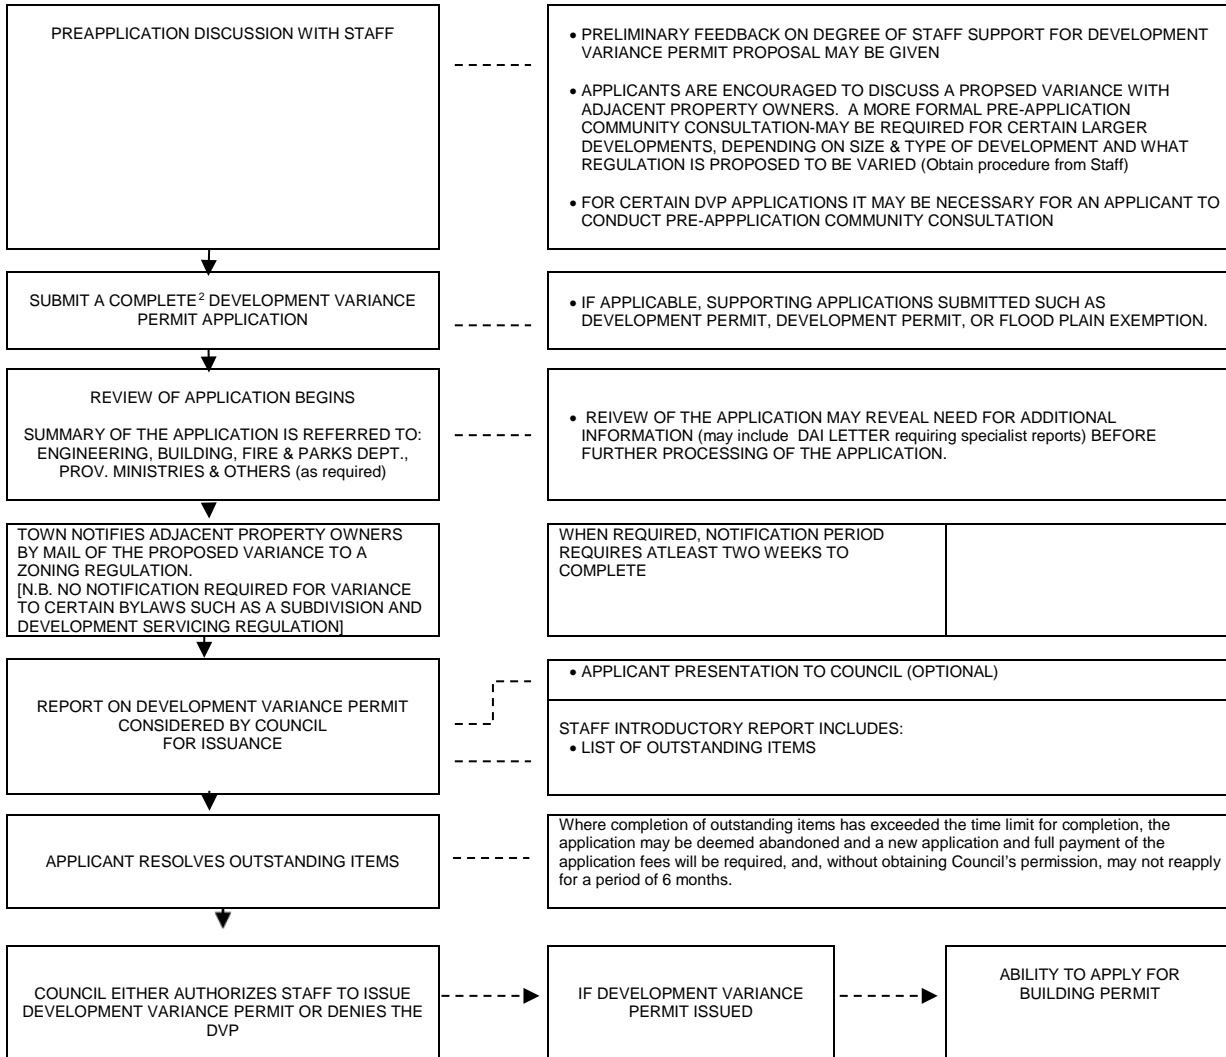 PREAPPLICATION DISCUSSION WITH STAFF
• PRELIMINARY FEEDBACK ON DEGREE OF STAFF SUPPORT FOR DEVELOPMENT
VARIANCE PERMIT PROPOSAL MAY BE GIVEN
• APPLICANTS ARE ENCOURAGED TO DISCUSS A PROPSED VARIANCE WITH
ADJACENT PROPERTY OWNERS. A MORE FORMAL PRE-APPLICATION
COMMUNITY CONSULTATION-MAY BE REQUIRED FOR CERTAIN LARGER
DEVELOPMENTS, DEPENDING ON SIZE & TYPE OF DEVELOPMENT AND WHAT
REGULATION IS PROPOSED TO BE VARIED (Obtain procedure from Staff)
• FOR CERTAIN DVP APPLICATIONS IT MAY BE NECESSARY FOR AN APPLICANT TO
CONDUCT PRE-APPPLICATION COMMUNITY CONSULTATION
SUBMIT A COMPLETE² DEVELOPMENT VARIANCE
PERMIT APPLICATION
• IF APPLICABLE, SUPPORTING APPLICATIONS SUBMITTED SUCH AS
DEVELOPMENT PERMIT, DEVELOPMENT PERMIT, OR FLOOD PLAIN EXEMPTION.
REVIEW OF APPLICATION BEGINS
SUMMARY OF THE APPLICATION IS REFERRED TO:
ENGINEERING, BUILDING, FIRE & PARKS DEPT.,
PROV. MINISTRIES & OTHERS (as required)
• REIVEW OF THE APPLICATION MAY REVEAL NEED FOR ADDITIONAL
INFORMATION (may include DAI LETTER requiring specialist reports) BEFORE
FURTHER PROCESSING OF THE APPLICATION.
TOWN NOTIFIES ADJACENT PROPERTY OWNERS
BY MAIL OF THE PROPOSED VARIANCE TO A
ZONING REGULATION.
[N.B. NO NOTIFICATION REQUIRED FOR VARIANCE
TO CERTAIN BYLAWS SUCH AS A SUBDIVISION AND
DEVELOPMENT SERVICING REGULATION]
WHEN REQUIRED, NOTIFICATION PERIOD
REQUIRES ATLEAST TWO WEEKS TO
COMPLETE
REPORT ON DEVELOPMENT VARIANCE PERMIT
CONSIDERED BY COUNCIL
FOR ISSUANCE
• APPLICANT PRESENTATION TO COUNCIL (OPTIONAL)
STAFF INTRODUCTORY REPORT INCLUDES:
• LIST OF OUTSTANDING ITEMS
APPLICANT RESOLVES OUTSTANDING ITEMS
Where completion of outstanding items has exceeded the time limit for completion, the
application may be deemed abandoned and a new application and full payment of the
application fees will be required, and, without obtaining Council's permission, may not reapply
for a period of 6 months.
COUNCIL EITHER AUTHORIZES STAFF TO ISSUE
DEVELOPMENT VARIANCE PERMIT OR DENIES THE
DVP
IF DEVELOPMENT VARIANCE
PERMIT ISSUED
ABILITY TO APPLY FOR
BUILDING PERMIT